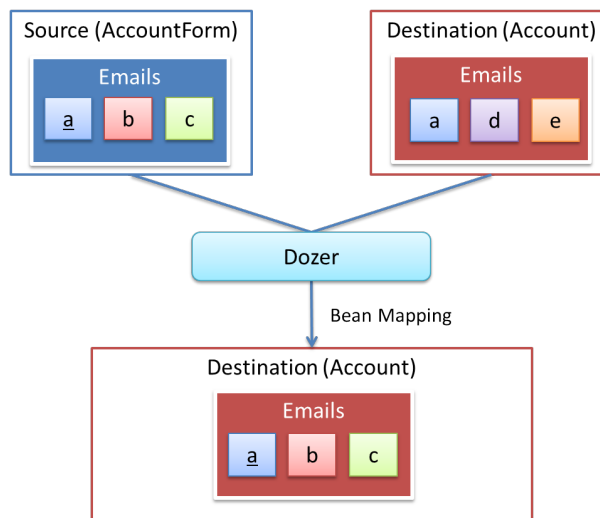 Source (AccountForm)
Emails
a
b
c
Destination (Account)
Emails
a
d
e
Dozer
Bean Mapping
Destination (Account)
Emails
a
b
c